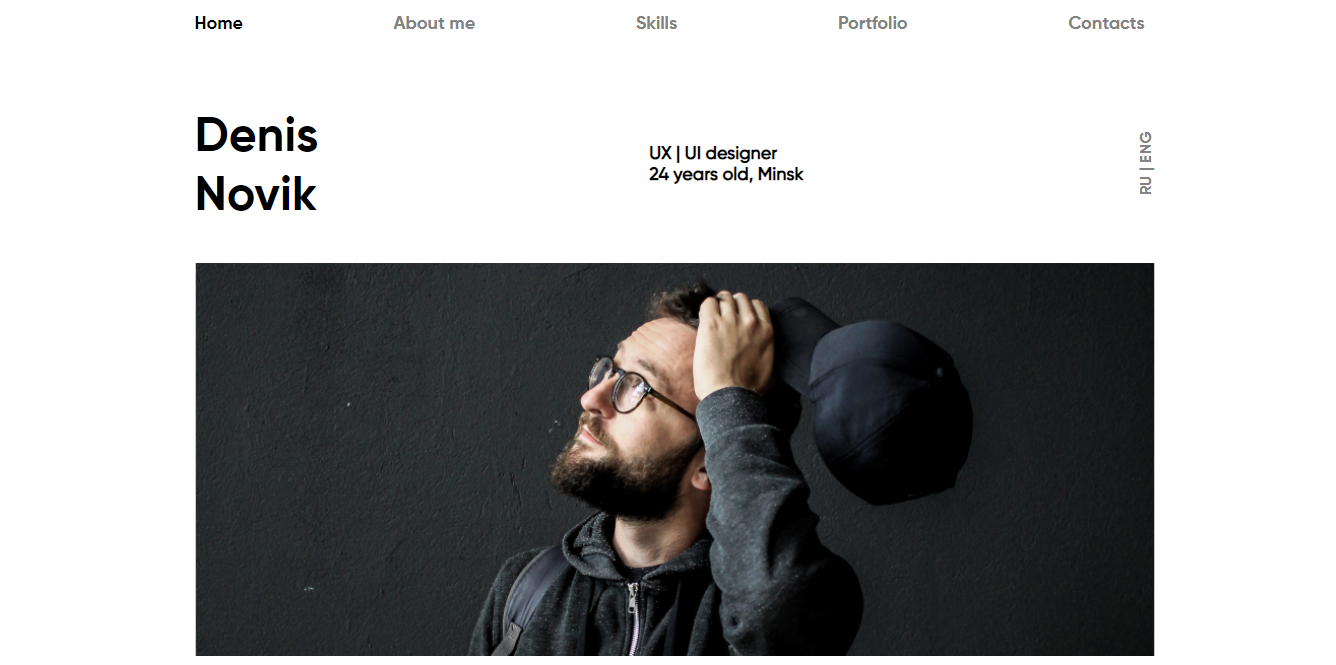 Home
About me
Skills
Portfolio
Contacts
Denis
Novik
UX | UI designer
24 years old, Minsk
RU | ENG